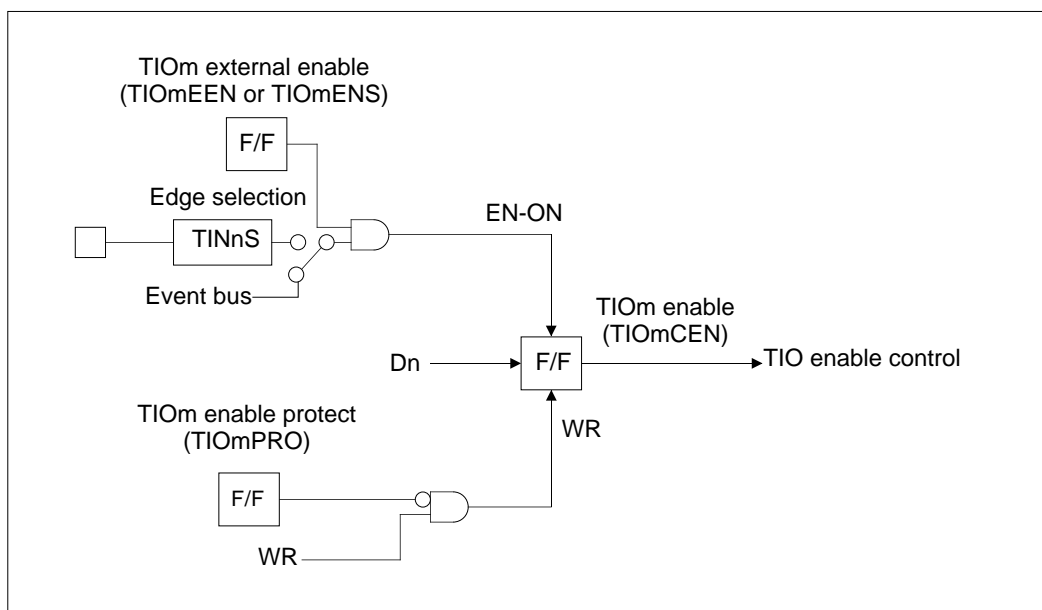 TIOm external enable
(TIOmEEN or TIOmENS)
F/F
Edge selection
TINnS
EN-ON
Event bus
TIOm enable
(TIOmCEN)
Dn
F/F
TIO enable control
TIOm enable protect
(TIOmPRO)
WR
F/F
WR